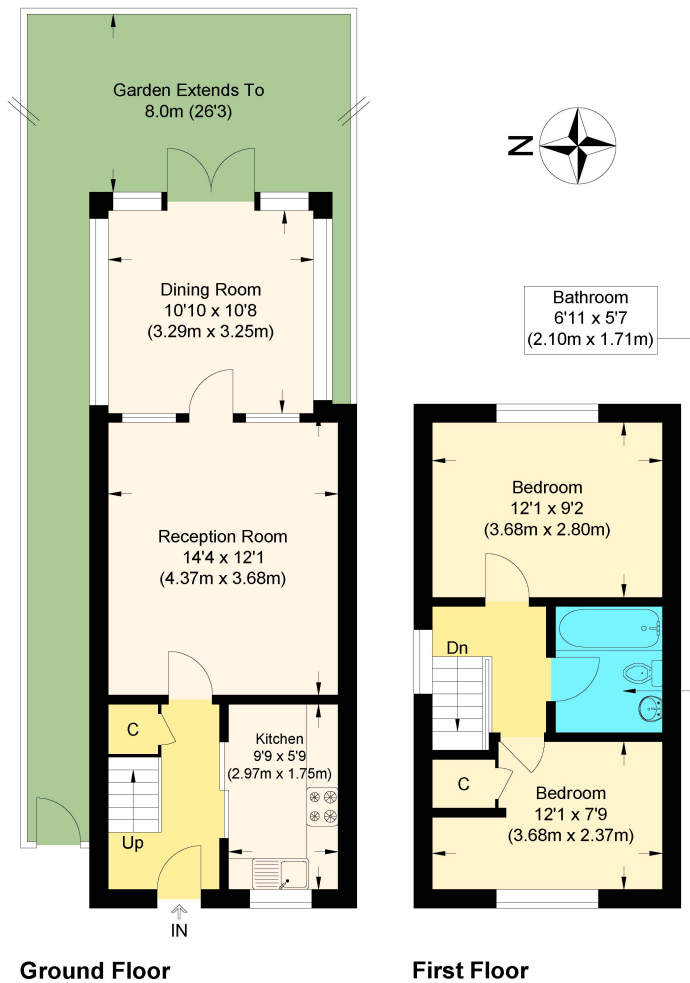 Garden Extends To
8.0m (26'3)
N
Dining Room
10'10 x 10'8
(3.29m x 3.25m)
Bathroom
6'11 x 5'7
(2.10m x 1.71m)
Reception Room
14'4 x 12'1
(4.37m x 3.68m)
Bedroom
12'1 x 9'2
(3.68m x 2.80m)
Dn
C
Kitchen
9'9 x 5'9
(2.97m x 1.75m)
Up
C
Bedroom
12'1 x 7'9
(3.68m x 2.37m)
IN
Ground Floor
First Floor